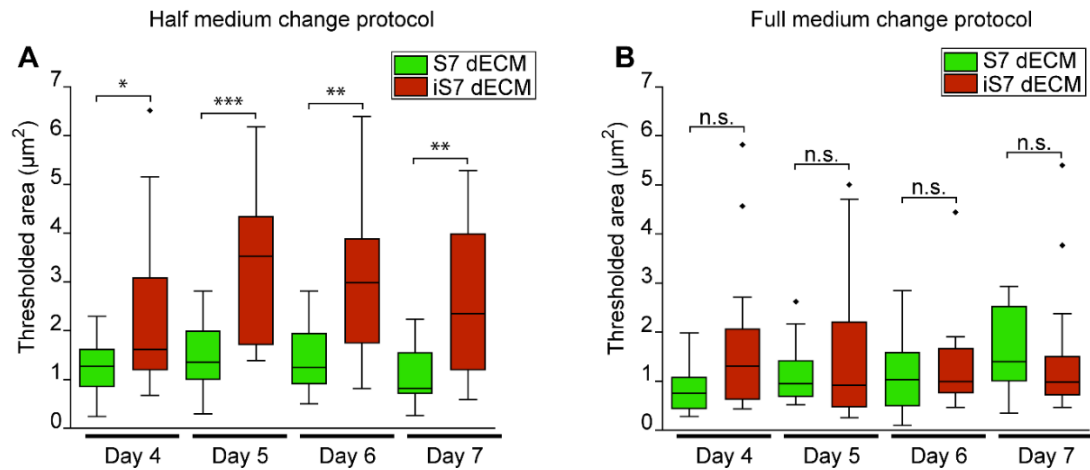 Half medium change protocol
A
S7 dECM
iS7 dECM
Thresholded area (µm²)
7
6
5
4
3
2
1
0
*
***
**
**
Day 4
Day 5
Day 6
Day 7
Full medium change protocol
B
S7 dECM
iS7 dECM
Thresholded area (µm²)
7
6
5
4
3
2
1
0
n.s.
n.s.
n.s.
n.s.
Day 4
Day 5
Day 6
Day 7